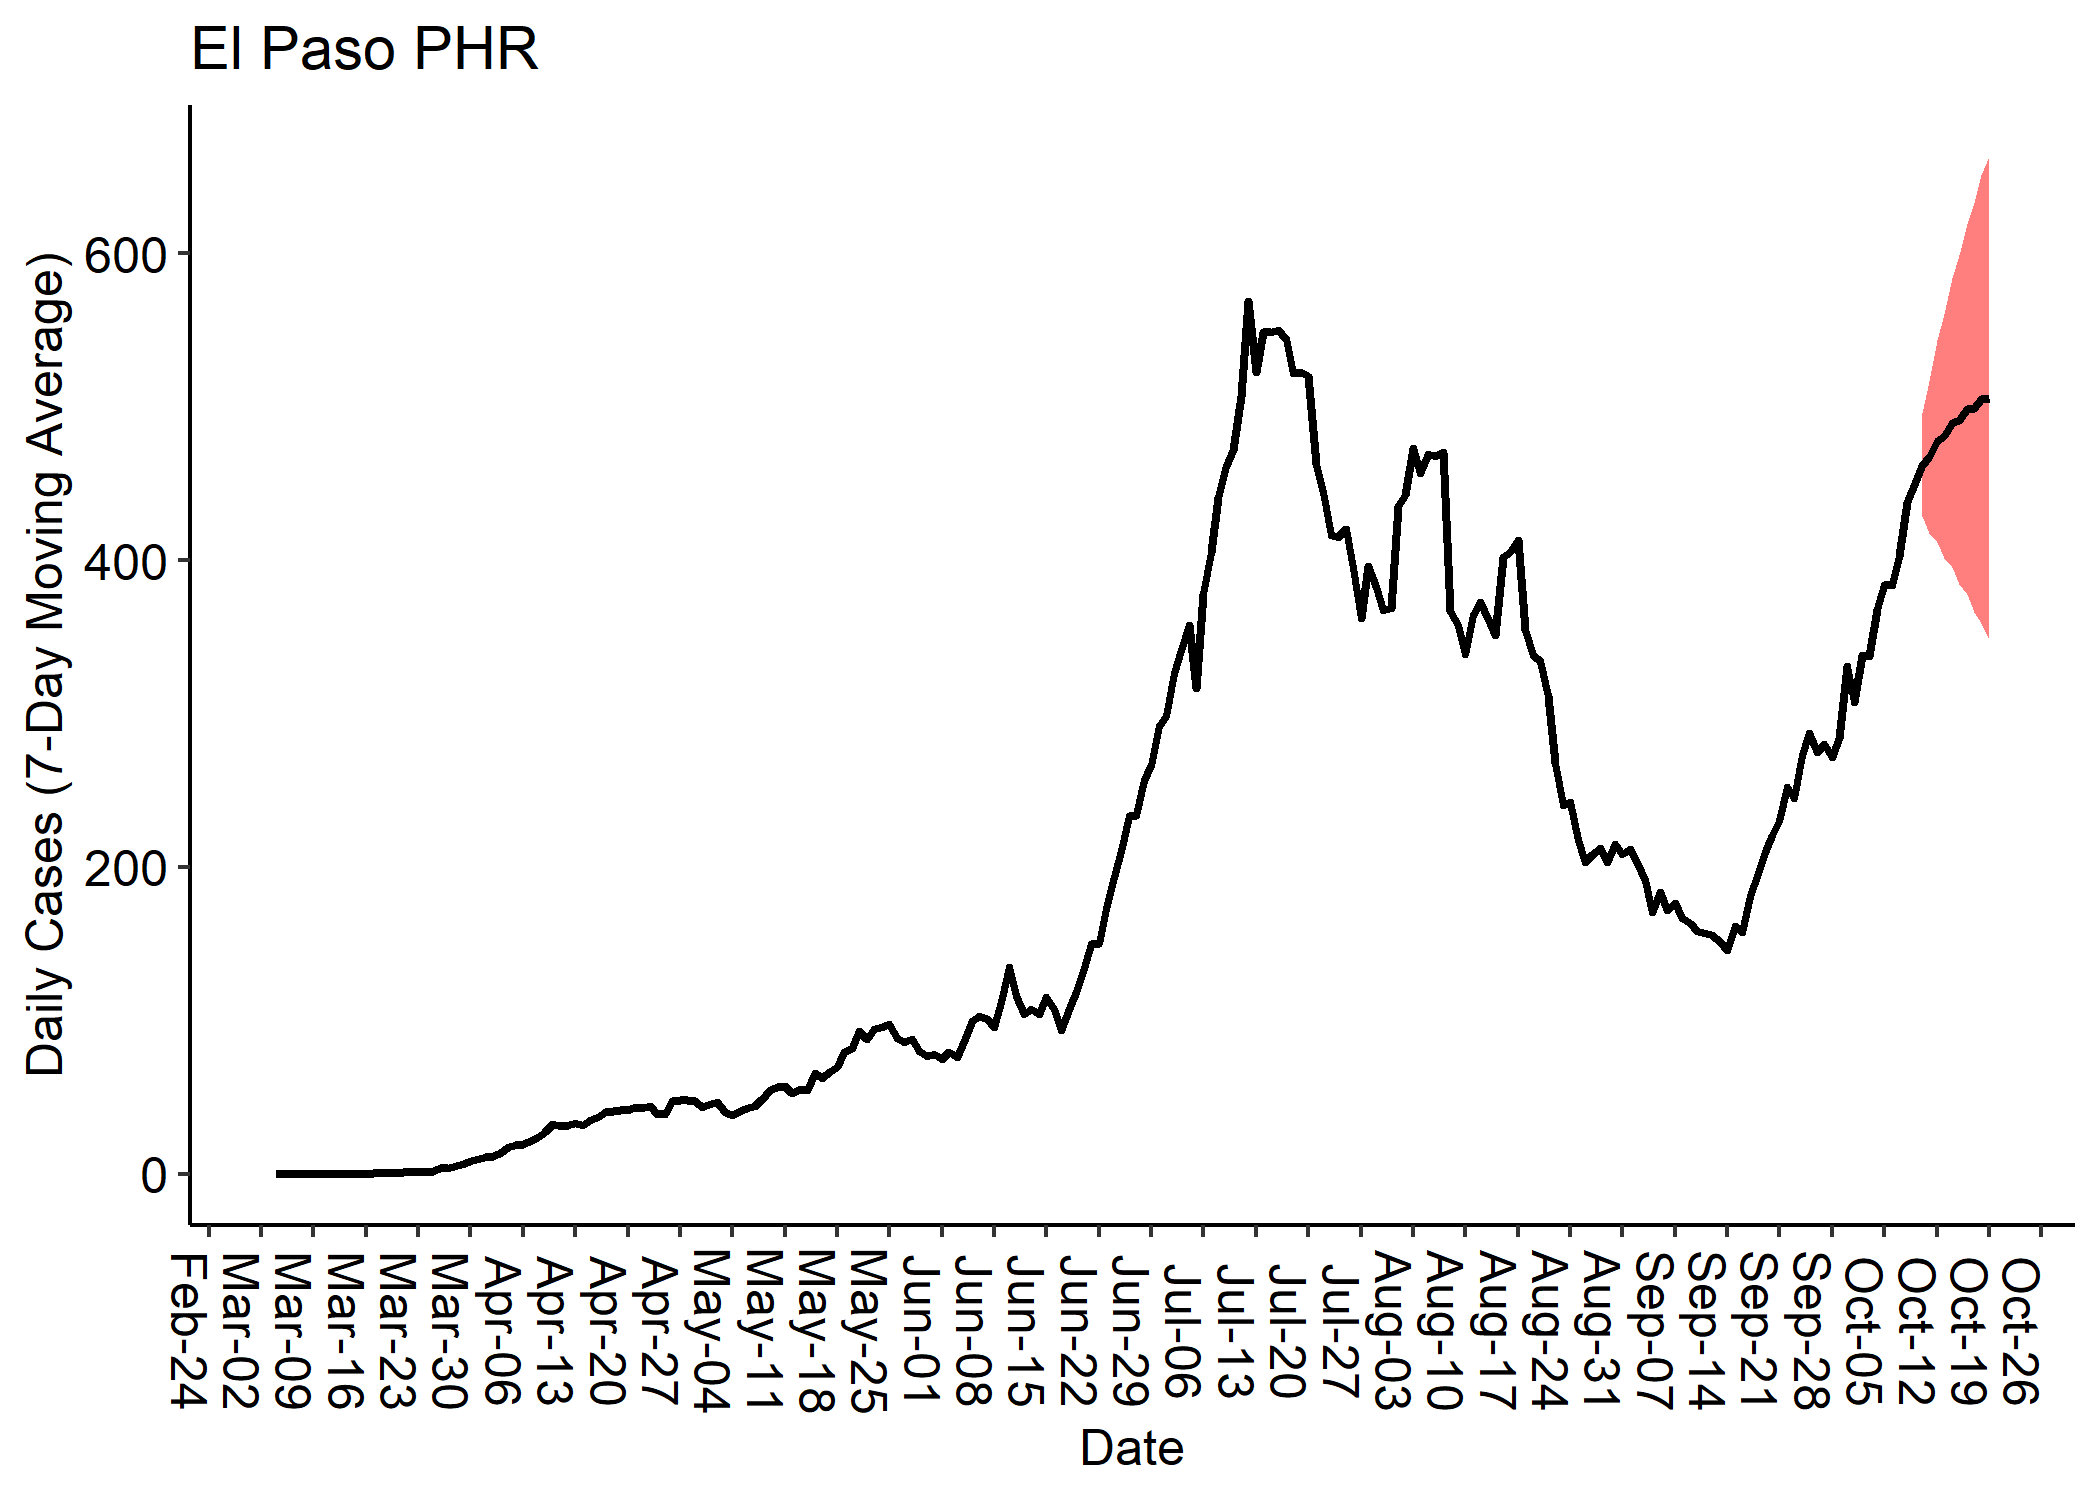 El Paso PHR
Daily Cases (7-Day Moving Average)
600
400
200
0
Feb-24
Mar-02
Mar-09
Mar-16
Mar-23
Mar-30
Apr-06
Apr-13
Apr-20
Apr-27
May-04
May-11
May-18
May-25
Jun-01
Jun-08
Jun-15
Jun-22
Jun-29
Jul-06
Jul-13
Jul-20
Jul-27
Aug-03
Aug-10
Aug-17
Aug-24
Aug-31
Sep-07
Sep-14
Sep-21
Sep-28
Oct-05
Oct-12
Oct-19
Oct-26
Date